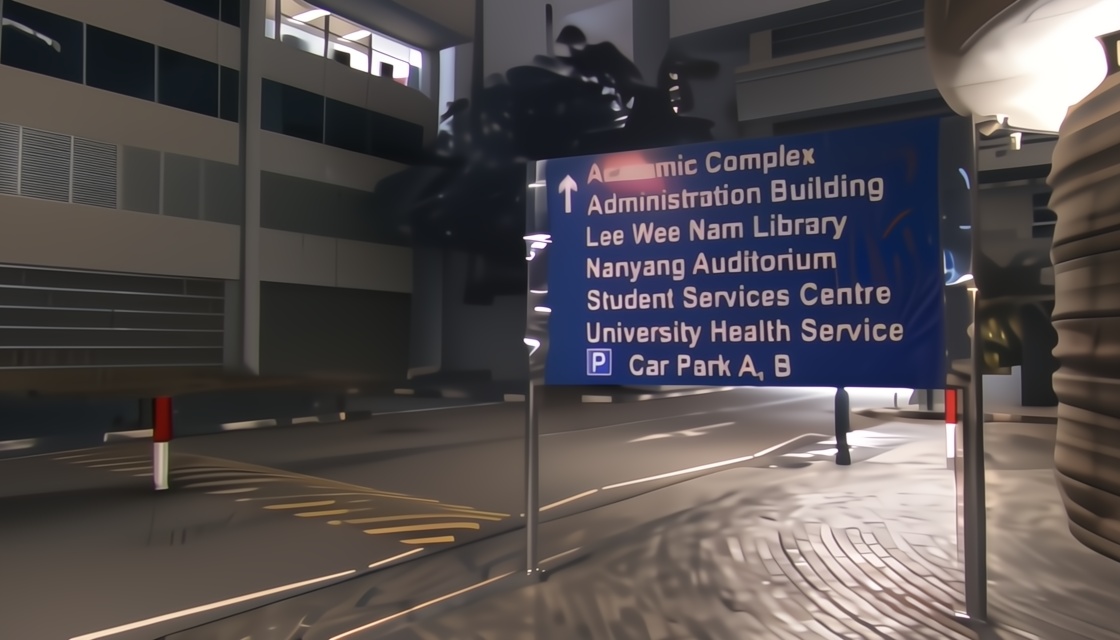 Complex
Administration Building
Lee Wee Nam Library
Nanyang Auditorium
Student Services Centre
University Health Service
P Car Park A, B